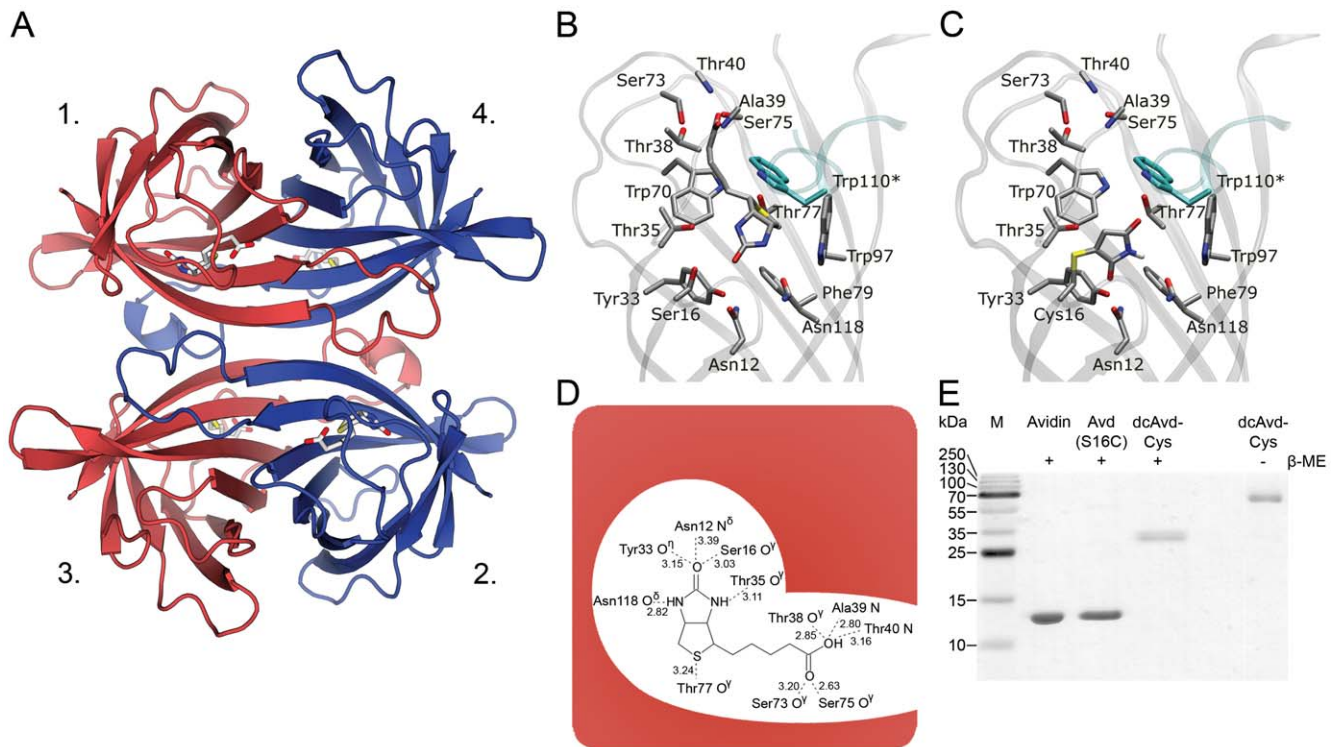 A
1.
4.
3.
2.
B
Thr40
Ser73
Ala39
Ser75
Thr38
Trp110*
Trp70
Thr77
Thr35
Trp97
Tyr33
Phe79
Ser16
Asn118
Asn12
C
Thr40
Ser73
Ala39
Ser75
Thr38
Trp110*
Trp70
Thr77
Thr35
Trp97
Tyr33
Phe79
Cys16
Asn118
Asn12
D
Asn12 Nδ
3.39
Tyr33 Oη
Ser16 Oγ
3.15
3.03
O
Thr35 Oγ
3.11
Asn118 Oδ
HN
NH
2.82
Ala39 N
Thr38 Oγ
2.80
Thr40 N
2.85
3.16
OH
S
3.24
O
Thr77 Oγ
3.20
2.63
Ser73 Oγ
Ser75 Oγ
E
kDa
M
Avidin
Avd
(S16C)
dcAvd-
Cys
dcAvd-
Cys
+
+
+
-
β-ME
250
130
100
70
55
35
25
15
10